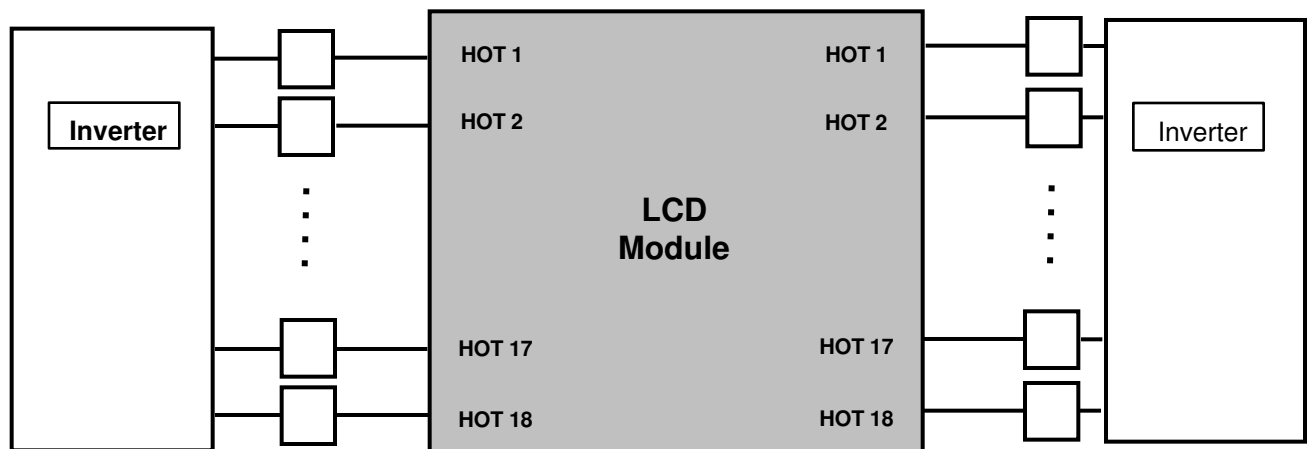 HOT 1 HOT 1
Inverter HOT 2 HOT 2 Inverter
LCD
Module
HOT 17 HOT 17
HOT 18 HOT 18